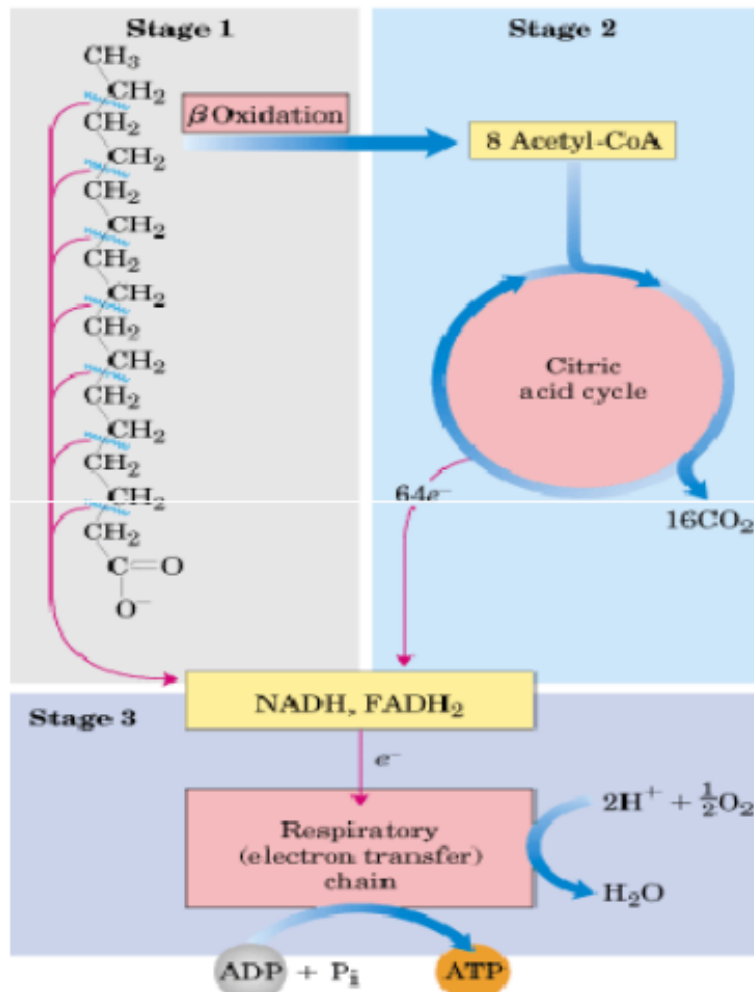 Stage 1
Stage 2
CH₃
CH₂
CH₂
CH₂
CH₂
CH₂
CH₂
CH₂
CH₂
CH₂
CH₂
CH₂
CH₂
CH₂
CH₂
C=O
O⁻
β Oxidation
8 Acetyl-CoA
Citric
acid cycle
64e⁻
16CO₂
Stage 3
NADH, FADH₂
e⁻
Respiratory
(electron transfer)
chain
2H⁺ + ½O₂
H₂O
ADP + Pᵢ
ATP